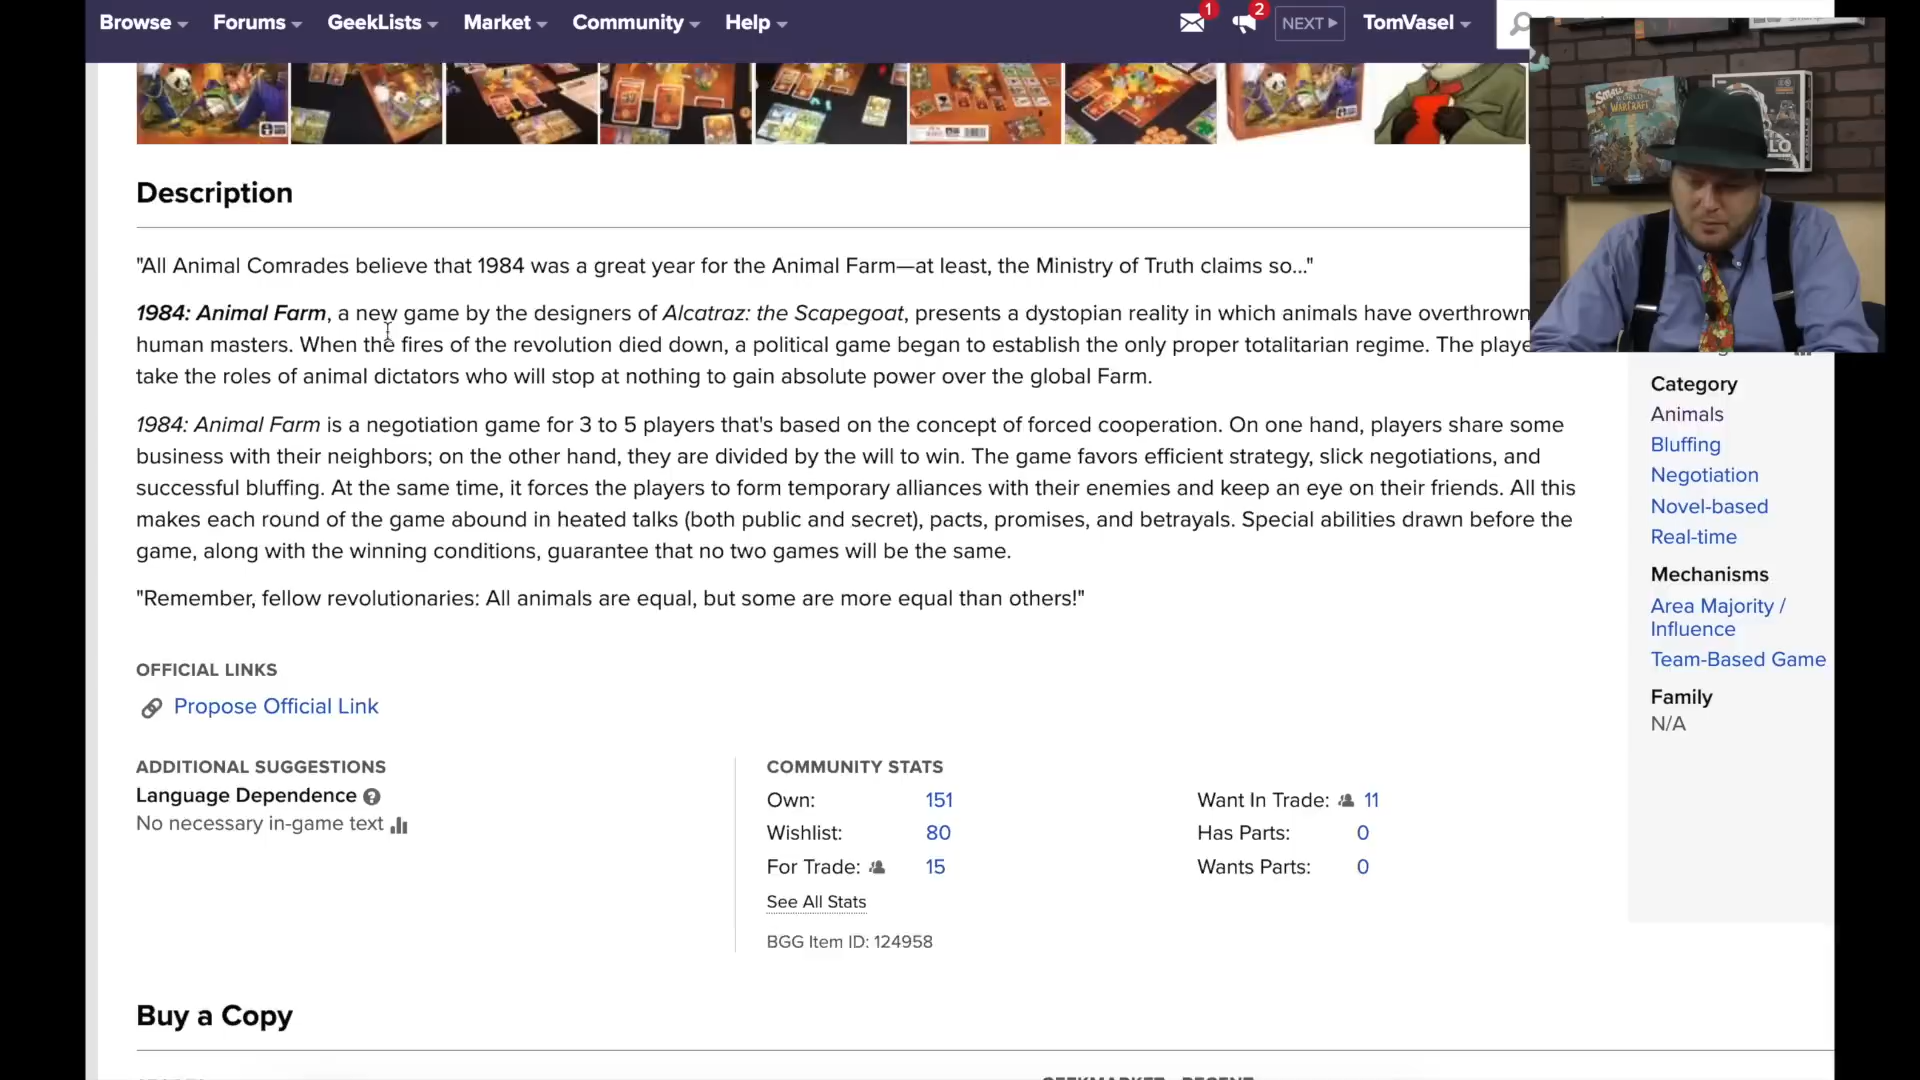 Browse Forums GeekLists Market Community Help 1 2 NEXT TomVasel
SMALL WORLD
WARCRAFT
Description
"All Animal Comrades believe that 1984 was a great year for the Animal Farm—at least, the Ministry of Truth claims so..."
1984: Animal Farm, a new game by the designers of Alcatraz: the Scapegoat, presents a dystopian reality in which animals have overthrown
human masters. When the fires of the revolution died down, a political game began to establish the only proper totalitarian regime. The playe
take the roles of animal dictators who will stop at nothing to gain absolute power over the global Farm.
1984: Animal Farm is a negotiation game for 3 to 5 players that's based on the concept of forced cooperation. On one hand, players share some
business with their neighbors; on the other hand, they are divided by the will to win. The game favors efficient strategy, slick negotiations, and
successful bluffing. At the same time, it forces the players to form temporary alliances with their enemies and keep an eye on their friends. All this
makes each round of the game abound in heated talks (both public and secret), pacts, promises, and betrayals. Special abilities drawn before the
game, along with the winning conditions, guarantee that no two games will be the same.
"Remember, fellow revolutionaries: All animals are equal, but some are more equal than others!"
OFFICIAL LINKS
Propose Official Link
ADDITIONAL SUGGESTIONS
Language Dependence ?
No necessary in-game text
COMMUNITY STATS
Own: 151
Wishlist: 80
For Trade: 15
Want In Trade: 11
Has Parts: 0
Wants Parts: 0
See All Stats
BGG Item ID: 124958
Category
Animals
Bluffing
Negotiation
Novel-based
Real-time
Mechanisms
Area Majority /
Influence
Team-Based Game
Family
N/A
Buy a Copy